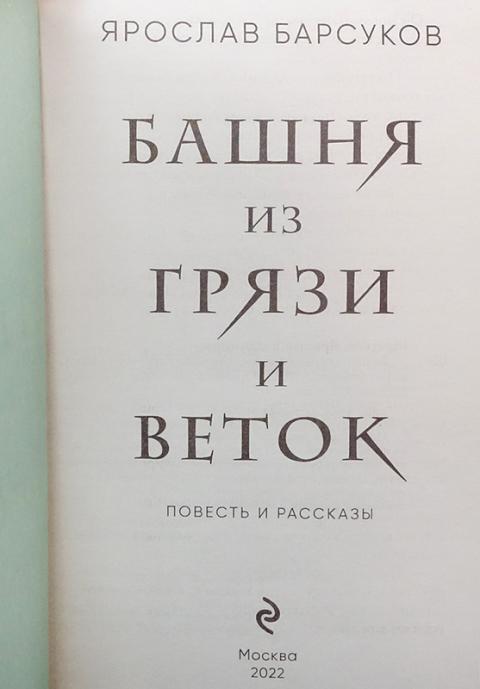 ЯРОСЛАВ БАРСУКОВ
БАШНЯ
ИЗ
ГРЯЗИ
И
ВЕТОК
ПОВЕСТЬ И РАССКАЗЫ
Москва
2022